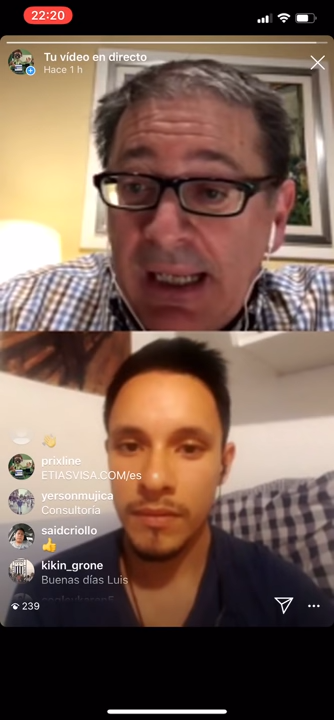 22:20
Tu vídeo en directo
Hace 1 h
prixline
ETIASVISA.COM/es
yersonmujica
Consultoría
saidcriollo
👍
kikin_grone
Buenas días Luis
239